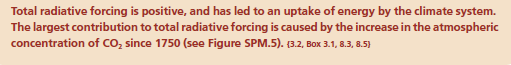 Total radiative forcing is positive, and has led to an uptake of energy by the climate system.
The largest contribution to total radiative forcing is caused by the increase in the atmospheric
concentration of CO₂ since 1750 (see Figure SPM.5). {3.2, Box 3.1, 8.3, 8.5}